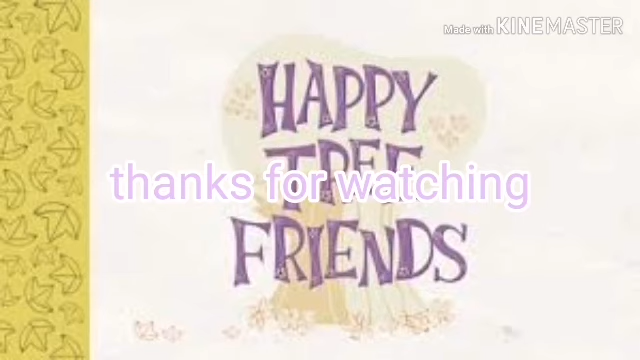 Made with KINEMASTER
HAPPY
TREE
thanks for watching
FRIENDS